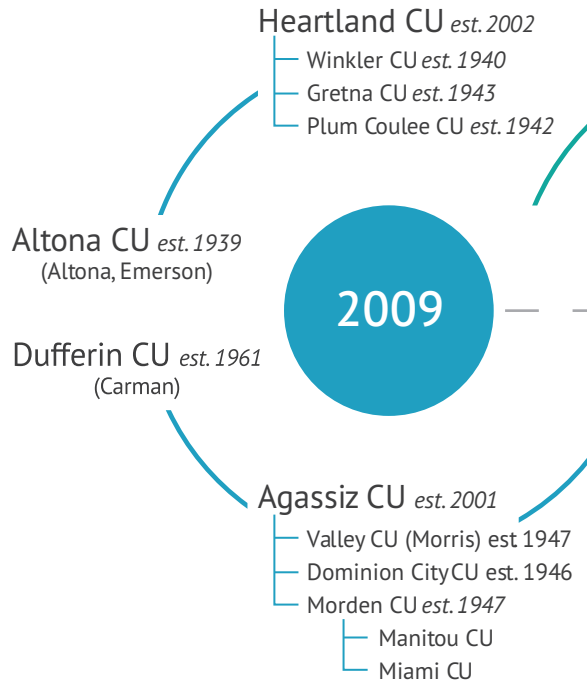 Heartland CU est. 2002
Winkler CU est. 1940
Gretna CU est. 1943
Plum Coulee CU est. 1942
Altona CU est. 1939
(Altona, Emerson)
2009
Dufferin CU est. 1961
(Carman)
Agassiz CU est. 2001
Valley CU (Morris) est 1947
Dominion City CU est. 1946
Morden CU est. 1947
Manitou CU
Miami CU